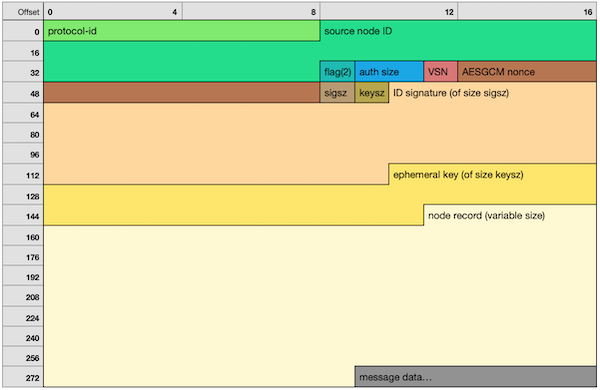 Offset 0 4 8 12 16
0 protocol-id source node ID
16
32 flag(2) auth size VSN AESGCM nonce
48 sigsz keysz ID signature (of size sigsz)
64
80
96
112 ephemeral key (of size keysz)
128
144 node record (variable size)
160
176
192
208
224
240
256
272 message data…